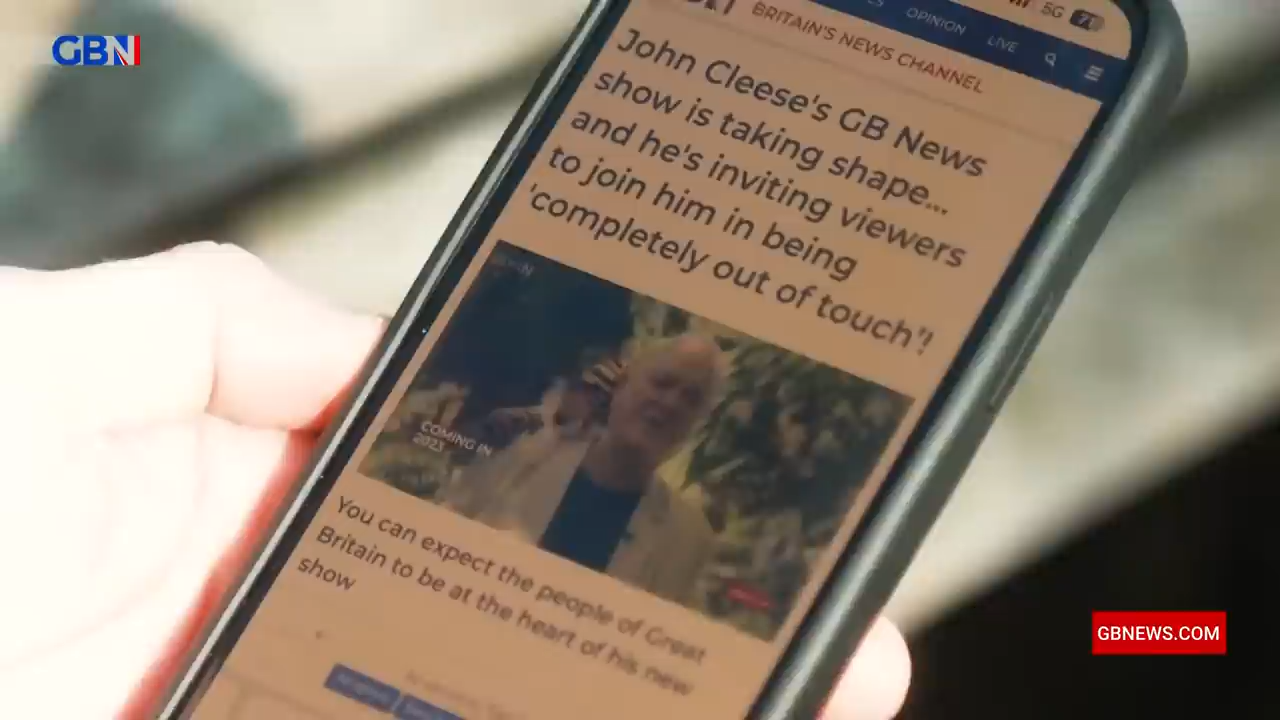 GBN
5G 71
OPINION LIVE
BRITAIN'S NEWS CHANNEL
John Cleese's GB News
show is taking shape...
and he's inviting viewers
to join him in being
'completely out of touch'!
COMING IN
2023
You can expect the people of Great
Britain to be at the heart of his new
show
GBNEWS.COM